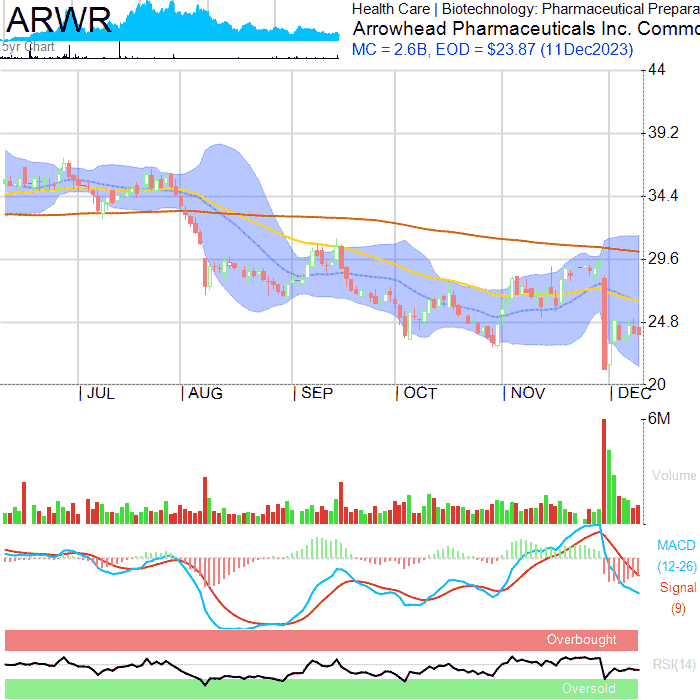 ARWR
5yr Chart
Health Care | Biotechnology: Pharmaceutical Prepara
Arrowhead Pharmaceuticals Inc. Commo
MC = 2.6B, EOD = $23.87 (11Dec2023)
44
39.2
34.4
29.6
24.8
20
JUL AUG SEP OCT NOV DEC
6M
Volume
MACD
(12-26)
Signal
(9)
Overbought
RSI(14)
Oversold